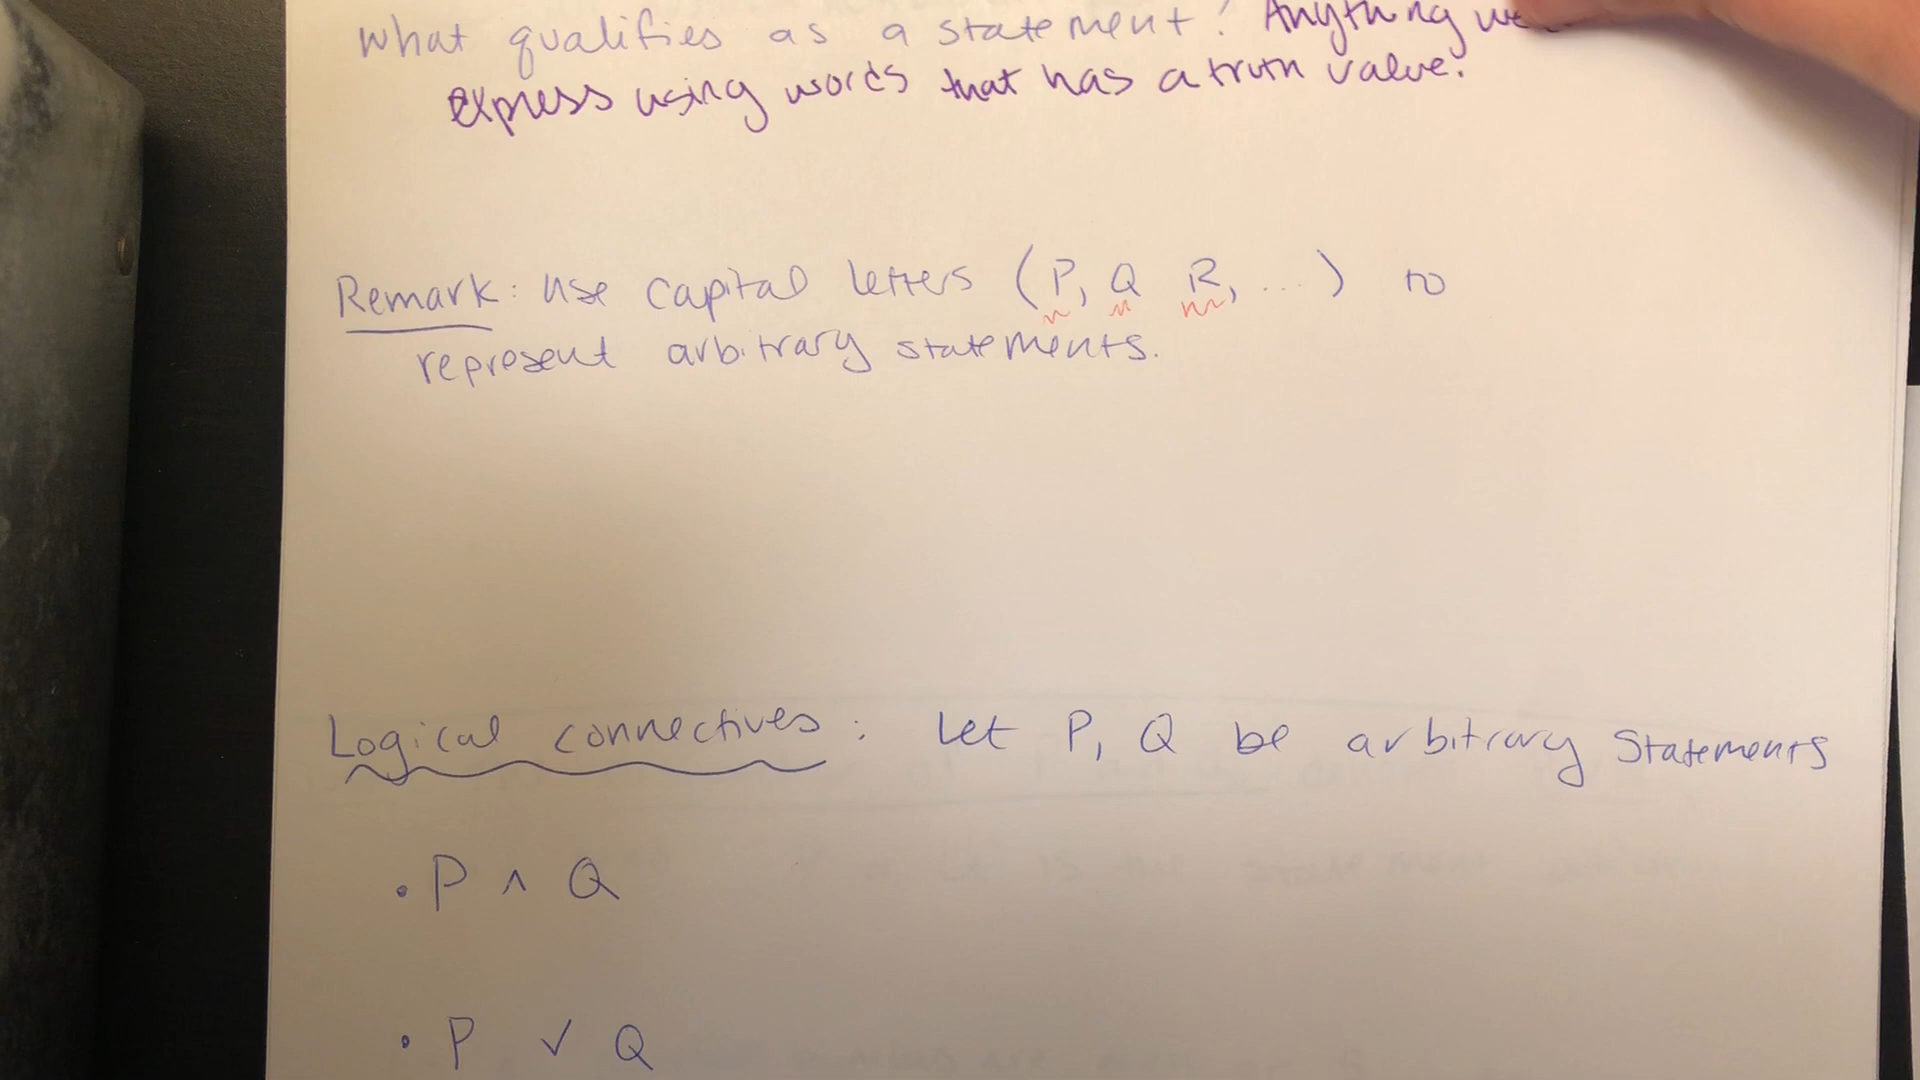 What qualifies as a statement? Anything we
express using words that has a truth value.
Remark: Use capital letters (P, Q R, ...) to
represent arbitrary statements.
Logical connectives: Let P, Q be arbitrary Statements
• P ∧ Q
• P ∨ Q